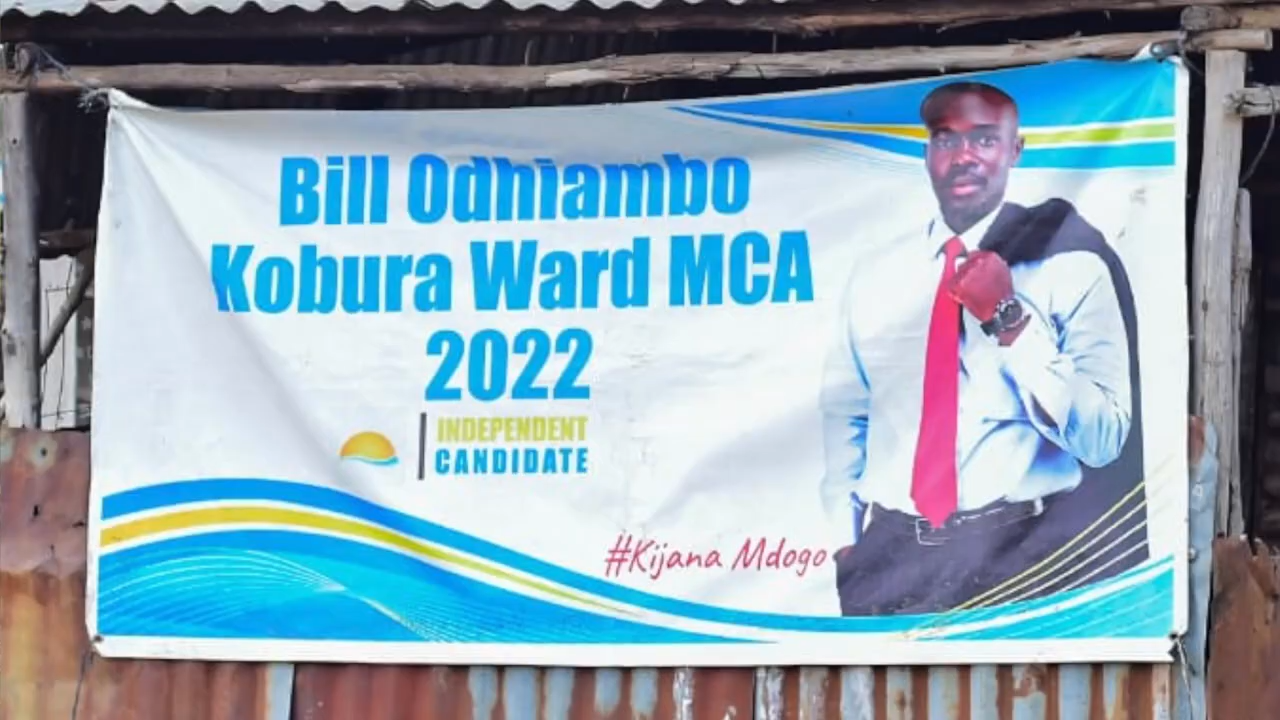 Bill Odhiambo
Kobura Ward MCA
2022
INDEPENDENT
CANDIDATE
#Kijana Mdogo